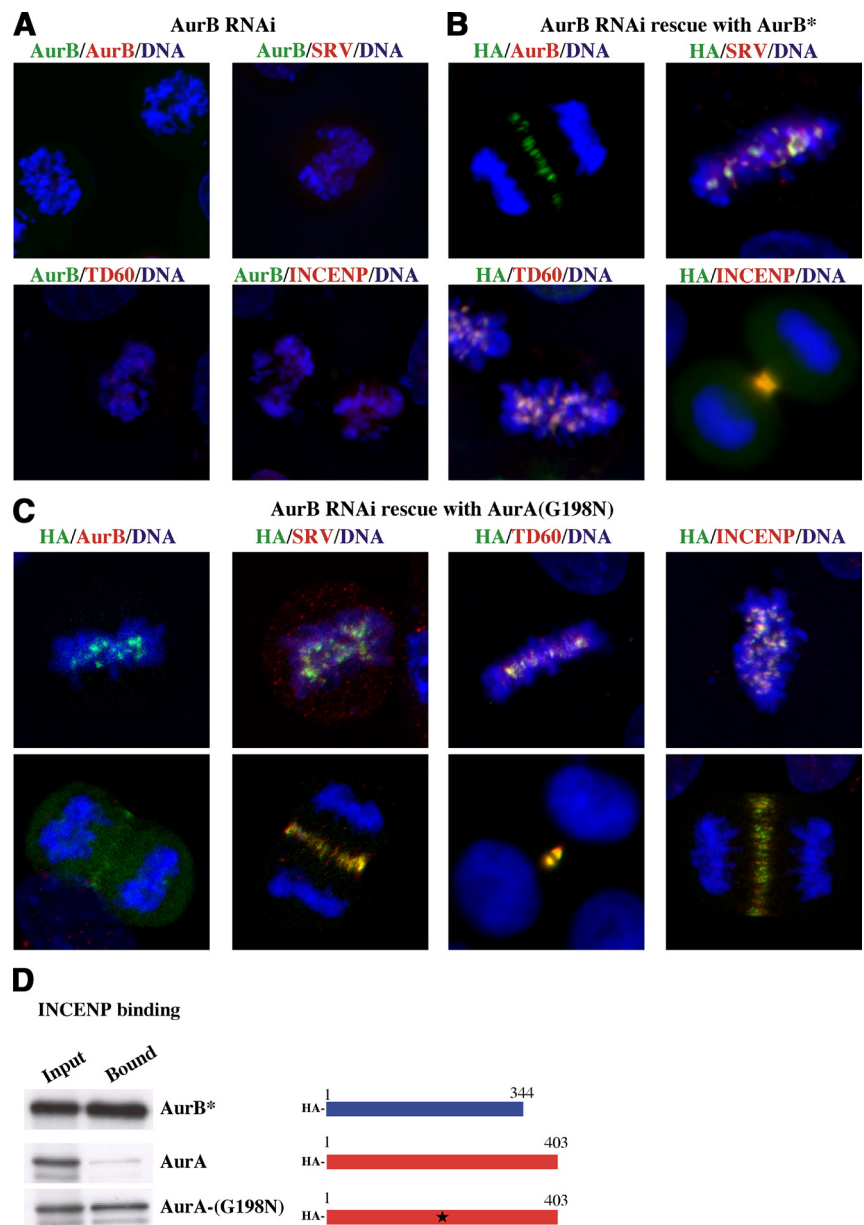 A AurB RNAi
AurB/AurB/DNA AurB/SRV/DNA
AurB/TD60/DNA AurB/INCENP/DNA
B AurB RNAi rescue with AurB*
HA/AurB/DNA HA/SRV/DNA
HA/TD60/DNA HA/INCENP/DNA
C AurB RNAi rescue with AurA(G198N)
HA/AurB/DNA HA/SRV/DNA HA/TD60/DNA HA/INCENP/DNA
D
INCENP binding
Input Bound
AurB*
AurA
AurA-(G198N)
1 344
HA-
1 403
HA-
1 403
HA-